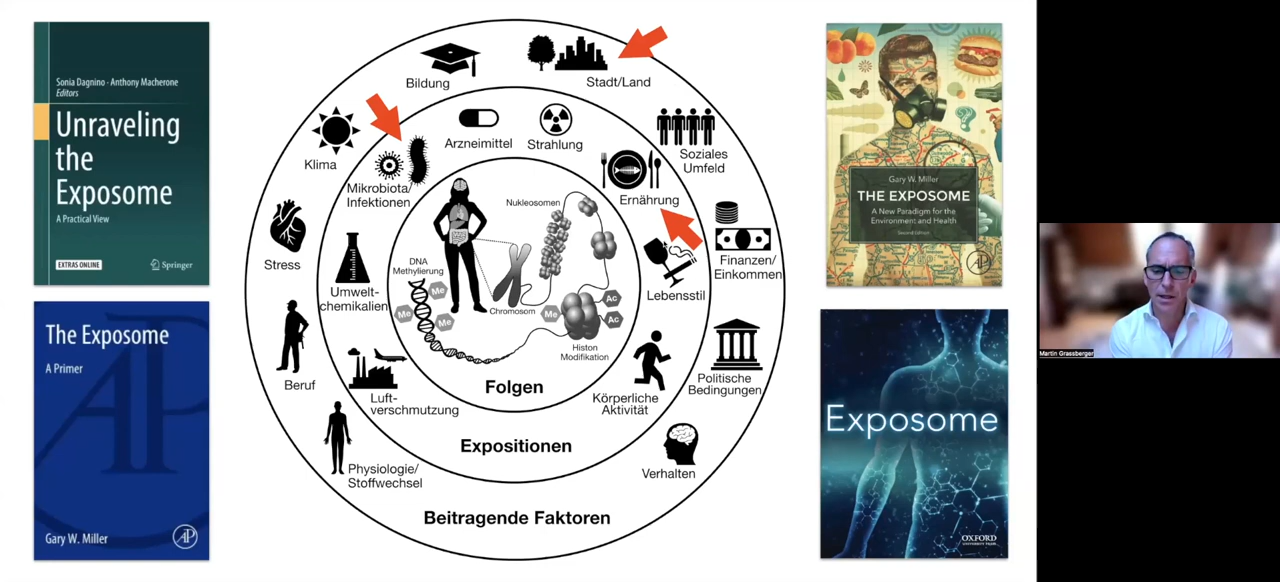 Sonia Dagnino · Anthony Macherone
Editors
Unraveling
the
Exposome
A Practical View
EXTRAS ONLINE
Springer
The Exposome
A Primer
Gary W. Miller
AP
Bildung
Stadt/Land
Klima
Arzneimittel
Strahlung
Soziales
Umfeld
Mikrobiota/
Infektionen
Ernährung
Stress
Finanzen/
Einkommen
Umwelt-
chemikalien
Lebensstil
Nukleosomen
DNA
Methylierung
Me
Me
Me
Chromosom
Me
Ac
Ac
Histon
Modifikation
Folgen
Beruf
Luft-
verschmutzung
Körperliche
Aktivität
Politische
Bedingungen
Expositionen
Physiologie/
Stoffwechsel
Verhalten
Beitragende Faktoren
Gary W. Miller
THE EXPOSOME
A New Paradigm for the
Environment and Health
Second Edition
Exposome
OXFORD
UNIVERSITY PRESS
Martin Grassberger